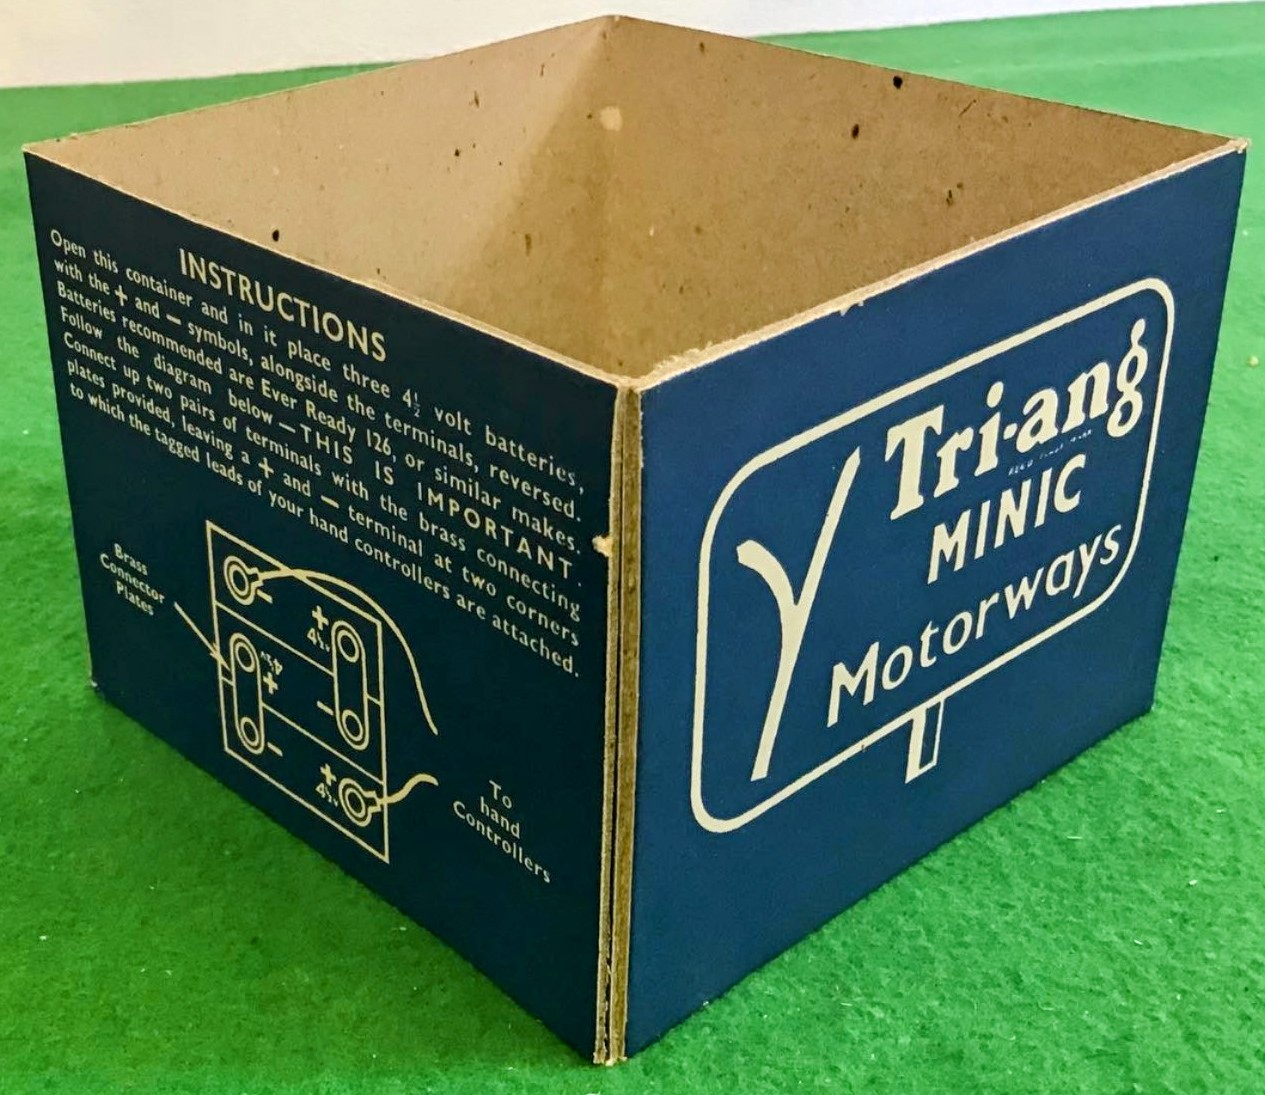 INSTRUCTIONS
Open this container and in it place three 4½ volt batteries,
with the + and — symbols, alongside the terminals, reversed.
Batteries recommended are Ever Ready 126, or similar makes.
Follow the diagram below—THIS IS IMPORTANT.
Connect up two pairs of terminals with the brass connecting
plates provided, leaving a + and — terminal at two corners
to which the tagged leads of your hand controllers are attached.
Brass
Connector
Plates
—
+
4½v
4½v
+
—
—
+
4½v
To
hand
Controllers
Tri-ang
MINIC
Motorways